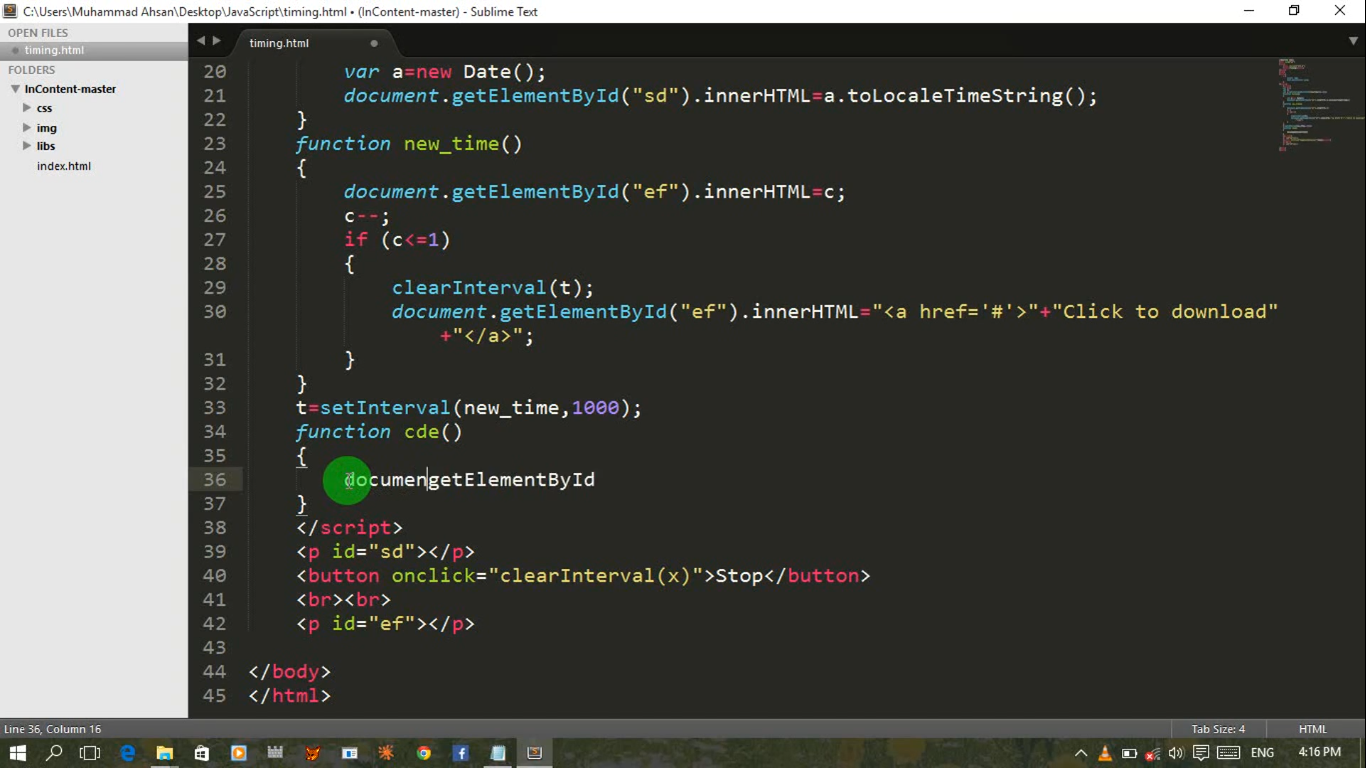 C:\Users\Muhammad Ahsan\Desktop\JavaScript\timing.html • (InContent-master) - Sublime Text
OPEN FILES
timing.html
FOLDERS
InContent-master
css
img
libs
index.html
timing.html
20 var a=new Date();
21 document.getElementById("sd").innerHTML=a.toLocaleTimeString();
22 }
23 function new_time()
24 {
25 document.getElementById("ef").innerHTML=c;
26 c--;
27 if (c<=1)
28 {
29 clearInterval(t);
30 document.getElementById("ef").innerHTML="<a href='#'>"+"Click to download"
+"</a>";
31 }
32 }
33 t=setInterval(new_time,1000);
34 function cde()
35 {
36 documengetElementById
37 }
38 </script>
39 <p id="sd"></p>
40 <button onclick="clearInterval(x)">Stop</button>
41 <br><br>
42 <p id="ef"></p>
43
44 </body>
45 </html>
Line 36, Column 16
Tab Size: 4
HTML
ENG
4:16 PM